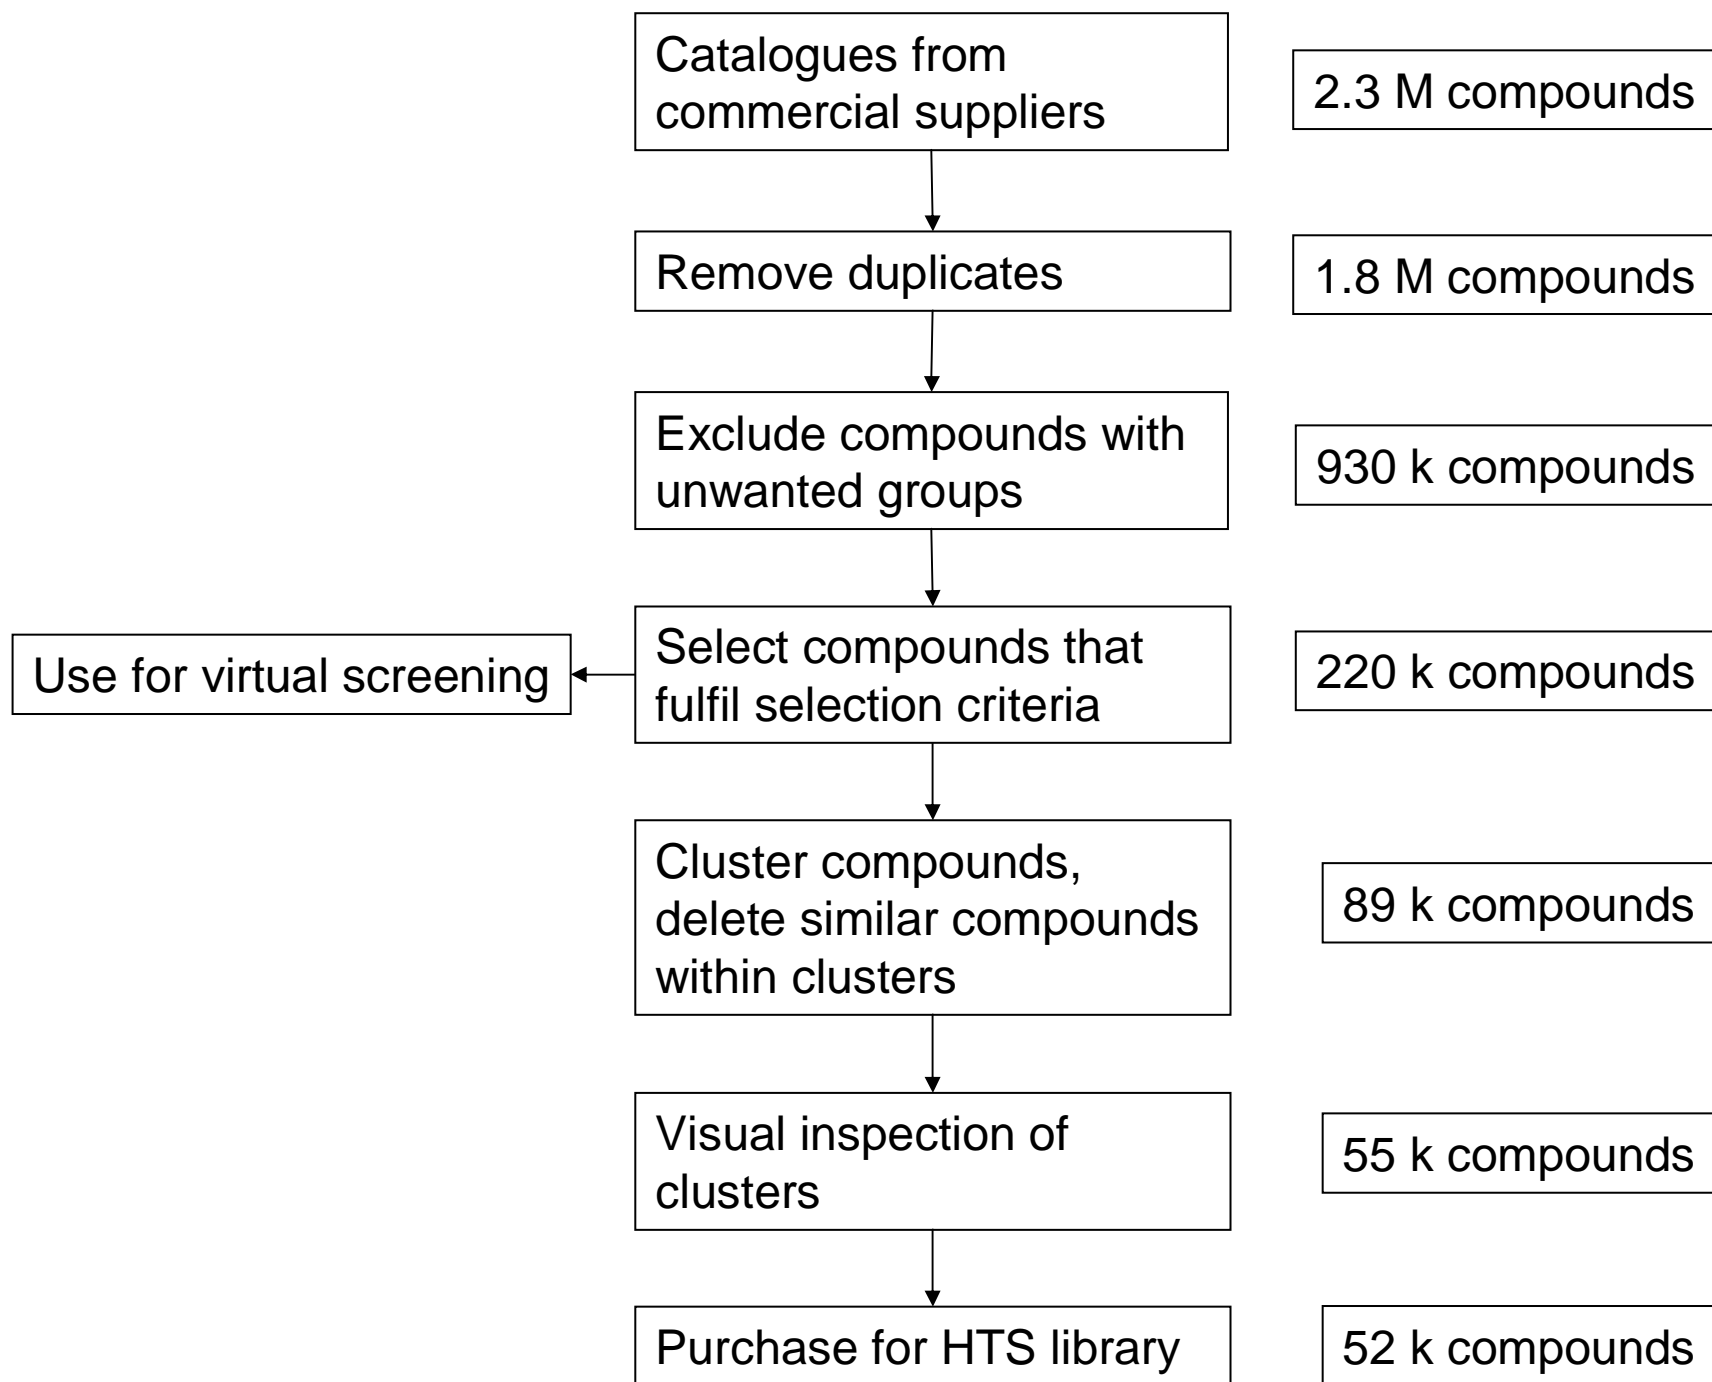 Catalogues from
commercial suppliers
2.3 M compounds
Remove duplicates
1.8 M compounds
Exclude compounds with
unwanted groups
930 k compounds
Use for virtual screening
Select compounds that
fulfil selection criteria
220 k compounds
Cluster compounds,
delete similar compounds
within clusters
89 k compounds
Visual inspection of
clusters
55 k compounds
Purchase for HTS library
52 k compounds